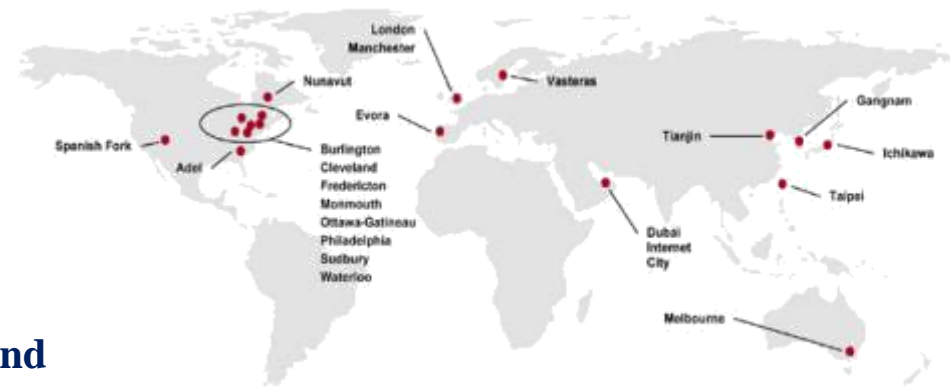 London
Manchester
Nunavut
Vasteras
Evora
Gangnam
Tianjin
Spanish Fork
Ichikawa
Adel
Burlington
Cleveland
Fredericton
Monmouth
Ottawa-Gatineau
Philadelphia
Sudbury
Waterloo
Taipei
Dubai
Internet
City
Melbourne
nd